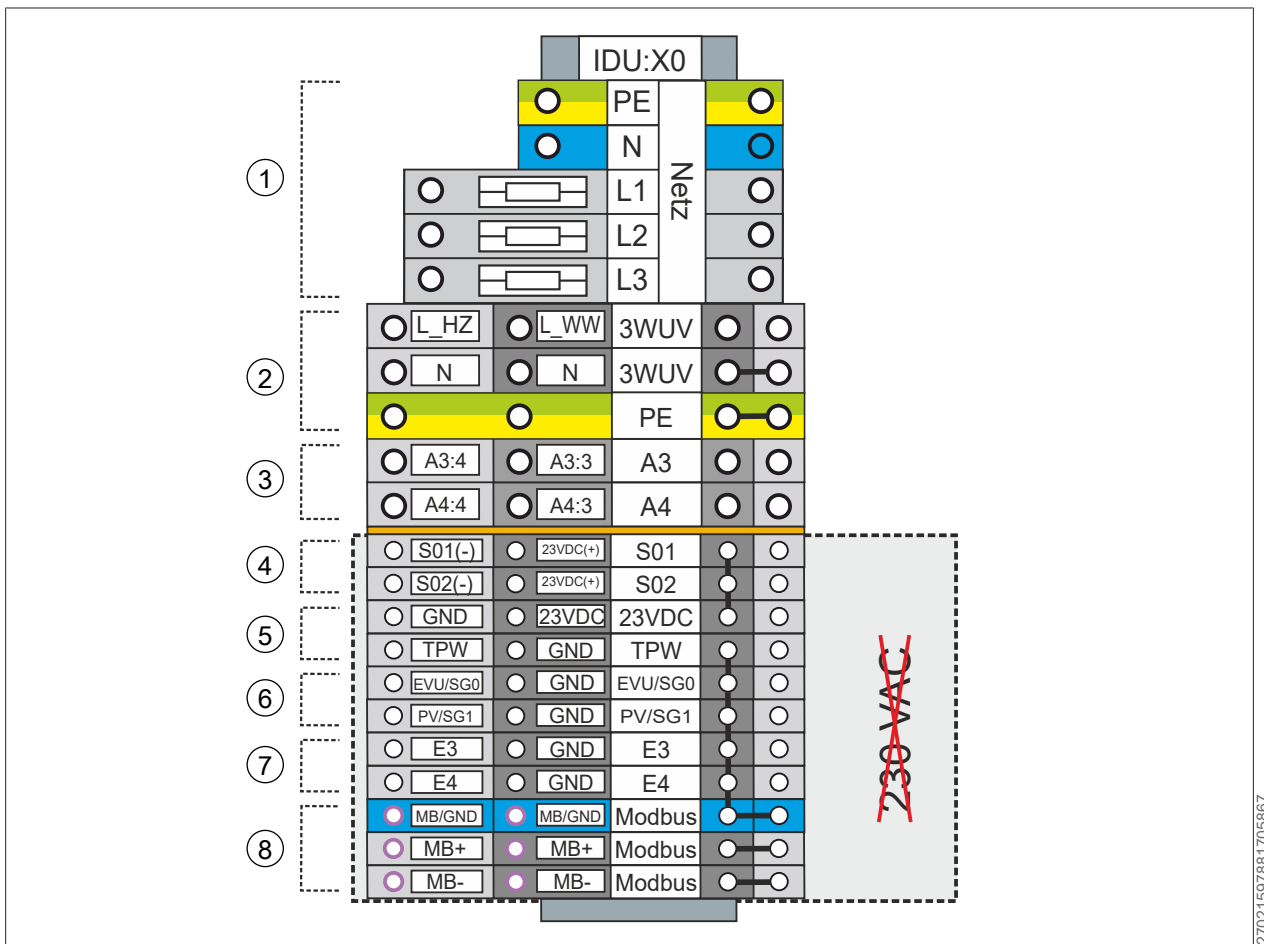 IDU:X0
PE
N
Netz
1
L1
L2
L3
L_HZ L_WW 3WUV
2
N N 3WUV
PE
A3:4 A3:3 A3
3
A4:4 A4:3 A4
S01(-) 23VDC(+) S01
4
S02(-) 23VDC(+) S02
GND 23VDC 23VDC
5
TPW GND TPW
EVU/SG0 GND EVU/SG0
6
PV/SG1 GND PV/SG1
E3 GND E3
7
E4 GND E4
MB/GND MB/GND Modbus
8
MB+ MB+ Modbus
MB- MB- Modbus
230 VAC
27021597881705867